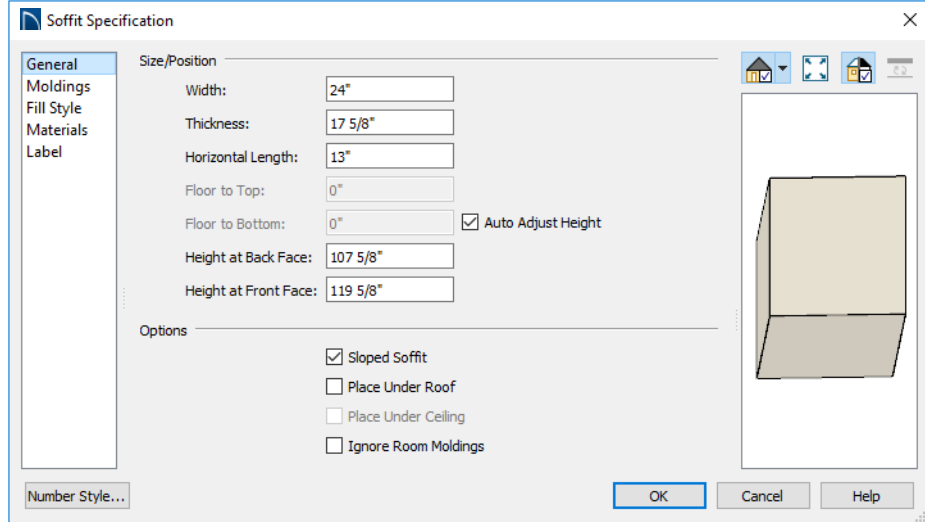 Soffit Specification
General
Moldings
Fill Style
Materials
Label
Size/Position
Width: 24"
Thickness: 17 5/8"
Horizontal Length: 13"
Floor to Top: 0"
Floor to Bottom: 0" Auto Adjust Height
Height at Back Face: 107 5/8"
Height at Front Face: 119 5/8"
Options
Sloped Soffit
Place Under Roof
Place Under Ceiling
Ignore Room Moldings
Number Style... OK Cancel Help